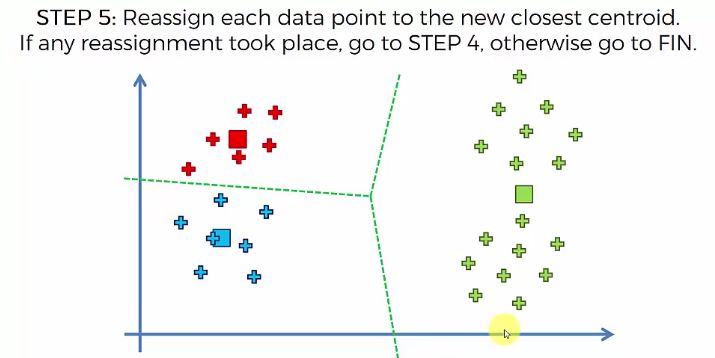 STEP 5: Reassign each data point to the new closest centroid.
If any reassignment took place, go to STEP 4, otherwise go to FIN.